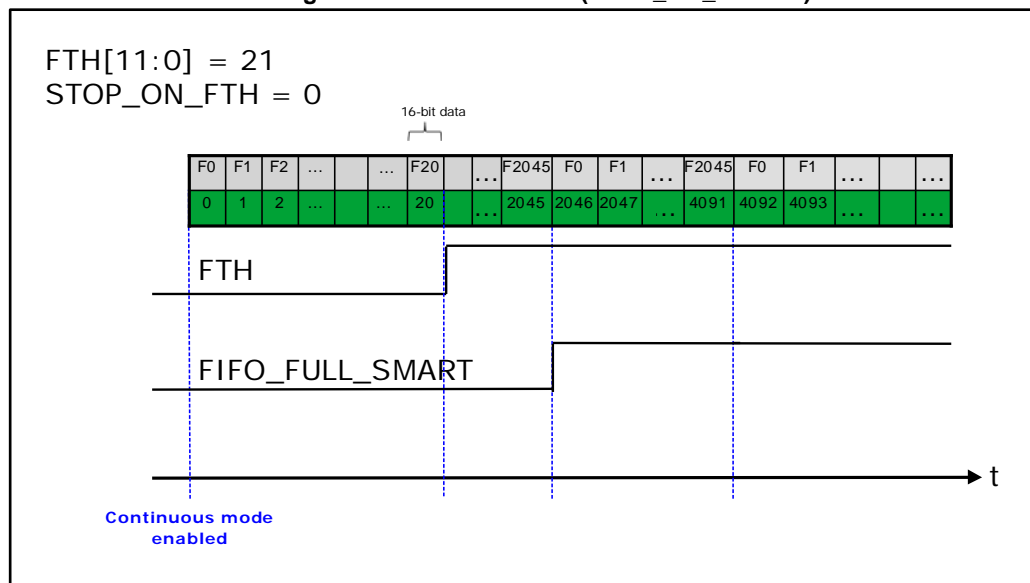 FTH[11:0] = 21
STOP_ON_FTH = 0
16-bit data
F0 F1 F2 ... ... F20 ... F2045 F0 F1 ... F2045 F0 F1 ... ...
0 1 2 ... ... 20 ... 2045 2046 2047 ... 4091 4092 4093 ... ...
FTH
FIFO_FULL_SMART
t
Continuous mode
enabled